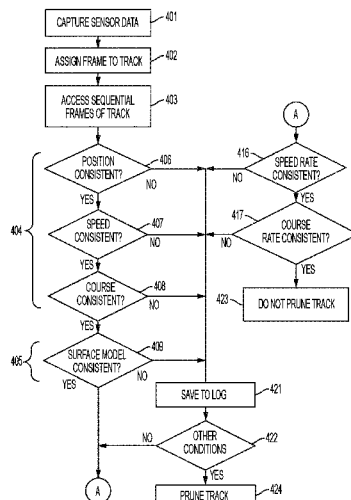 CAPTURE SENSOR DATA
401
ASSIGN FRAME TO TRACK
402
ACCESS SEQUENTIAL
FRAMES OF TRACK
403
404
POSITION
CONSISTENT?
406
NO
YES
SPEED
CONSISTENT?
407
NO
YES
COURSE
CONSISTENT?
408
NO
YES
405
SURFACE MODEL
CONSISTENT?
409
YES
NO
A
A
416
SPEED RATE
CONSISTENT?
NO
YES
417
COURSE
RATE CONSISTENT?
NO
YES
423
DO NOT PRUNE TRACK
SAVE TO LOG
421
OTHER
CONDITIONS
422
NO
YES
PRUNE TRACK
424